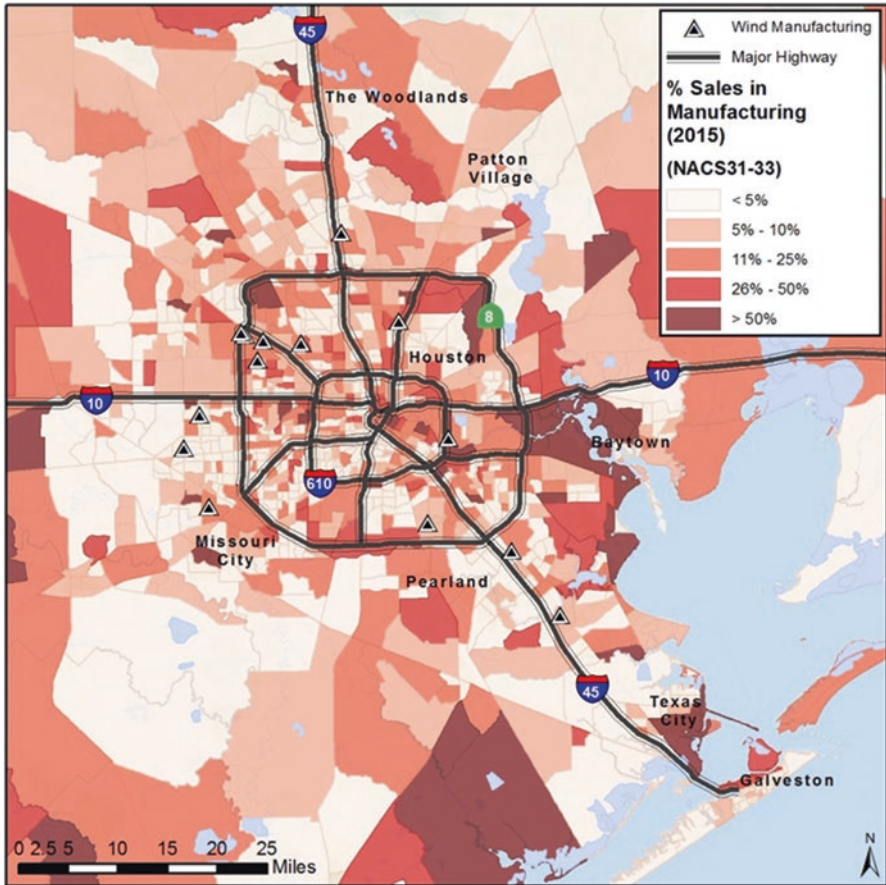 45
The Woodlands
Patton
Village
Wind Manufacturing
Major Highway
% Sales in
Manufacturing
(2015)
(NACS31-33)
< 5%
5% - 10%
11% - 25%
26% - 50%
> 50%
8
Houston
10
10
Baytown
610
Missouri
City
Pearland
45
Texas
City
Galveston
0 2.5 5 10 15 20 25
Miles
N